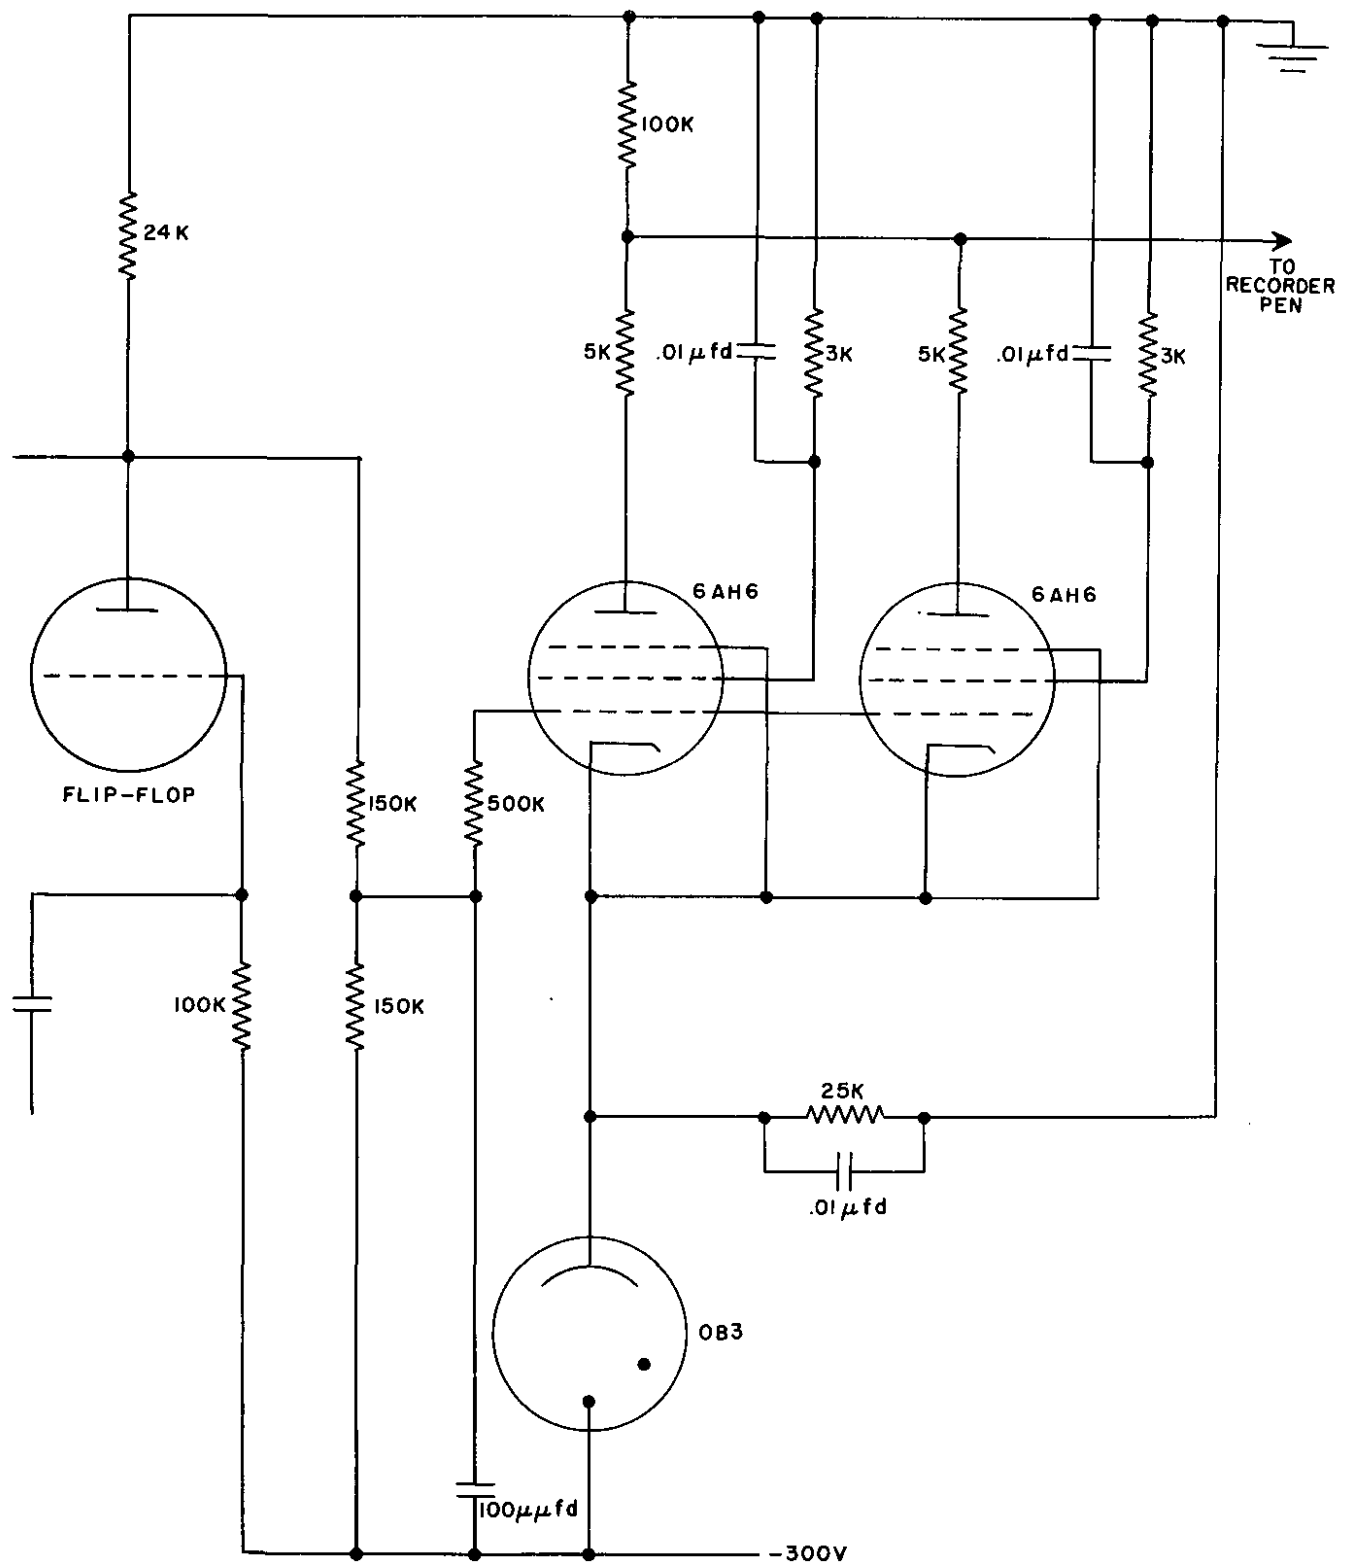 100K
24K
TO
RECORDER
PEN
5K
.01μfd
3K
5K
.01μfd
3K
6AH6
6AH6
FLIP-FLOP
150K
500K
100K
150K
25K
.01μfd
OB3
100μμfd
-300V